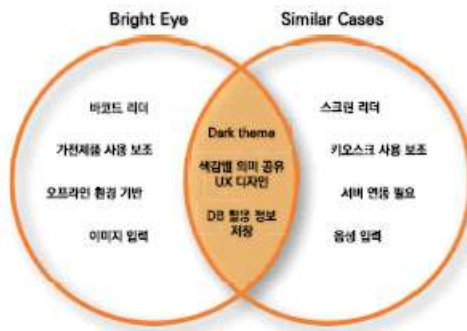 Bright Eye
Similar Cases
바코드 리더
가전제품 사용 보조
오프라인 환경 기반
이미지 입력
Dark theme
색감별 의미 공유
UX 디자인
DB 활용 정보
저장
스크린 리더
키오스크 사용 보조
서버 연동 필요
음성 입력